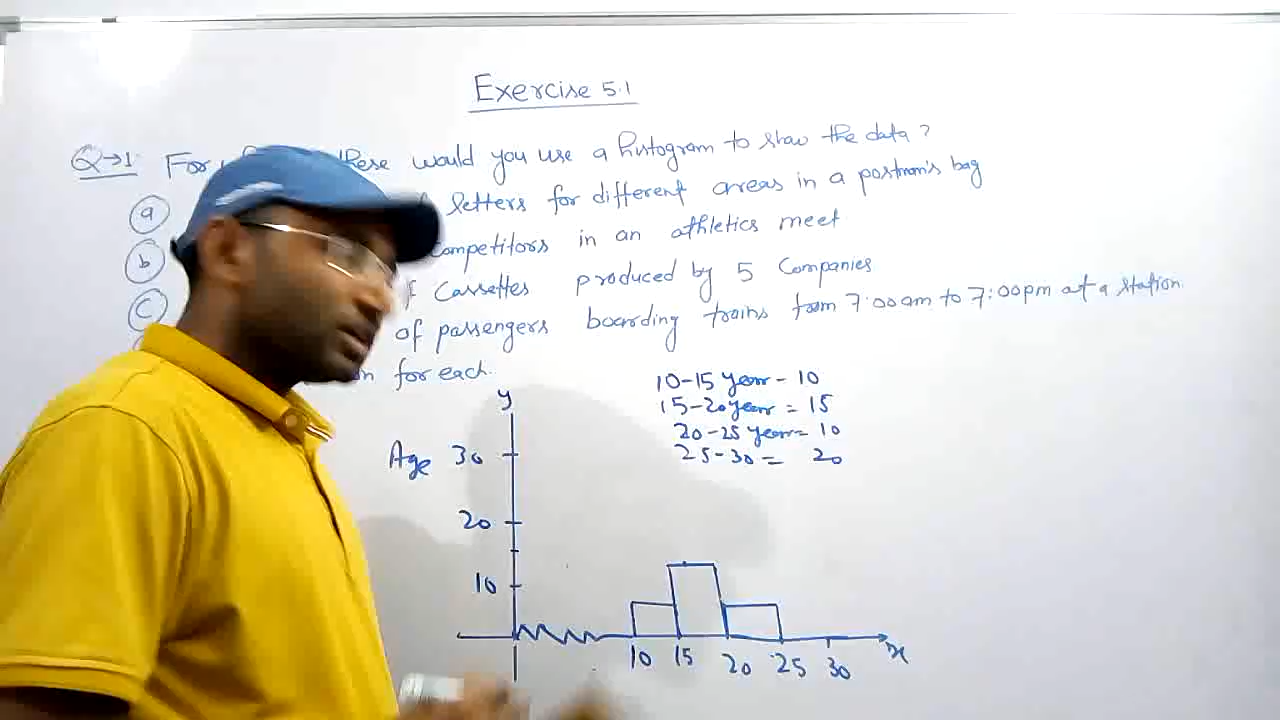 Exercise 5.1
Q→1 For these would you use a histogram to show the data?
a letters for different areas in a postman's bag
b competitors in an athletics meet
c f cassettes produced by 5 Companies
of passengers boarding trains from 7:00am to 7:00pm at a station.
for each.
10-15 year - 10
15-20 year = 15
20-25 year = 10
25-30 = 20
y
Age 30
20
10
10 15 20 25 30 x